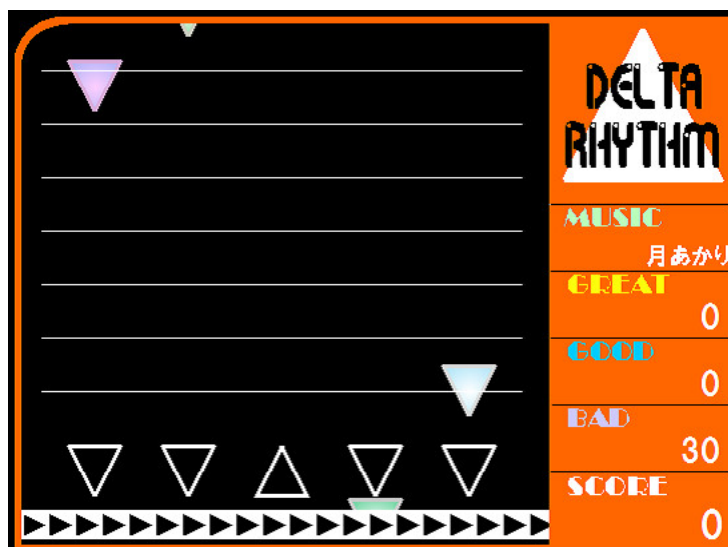 DELTA
RHYTHM
MUSIC
月あかり
GREAT
0
GOOD
0
BAD
30
SCORE
0